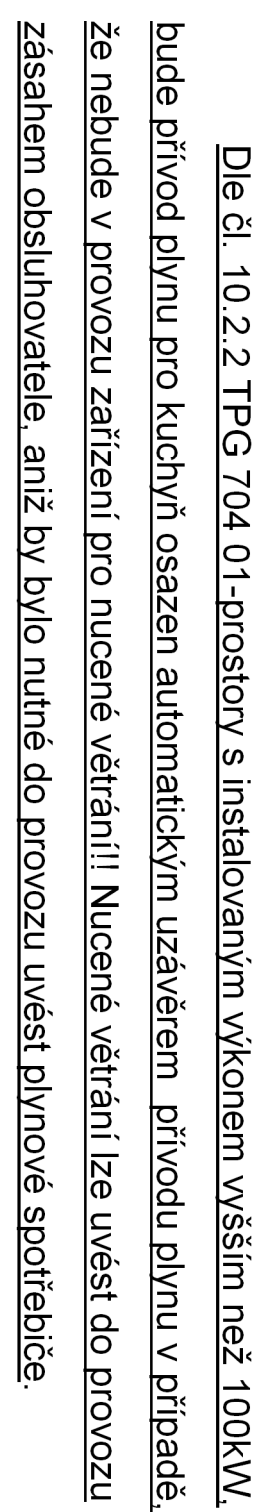 Dle čl. 10.2.2 TPG 704 01-prostory s instalovaným výkonem vyšším než 100kW,
bude přívod plynu pro kuchyň osazen automatickým uzávěrem přívodu plynu v případě,
že nebude v provozu zařízení pro nucené větrání!! Nucené větrání lze uvést do provozu
zásahem obsluhovatele, aniž by bylo nutné do provozu uvést plynové spotřebiče.